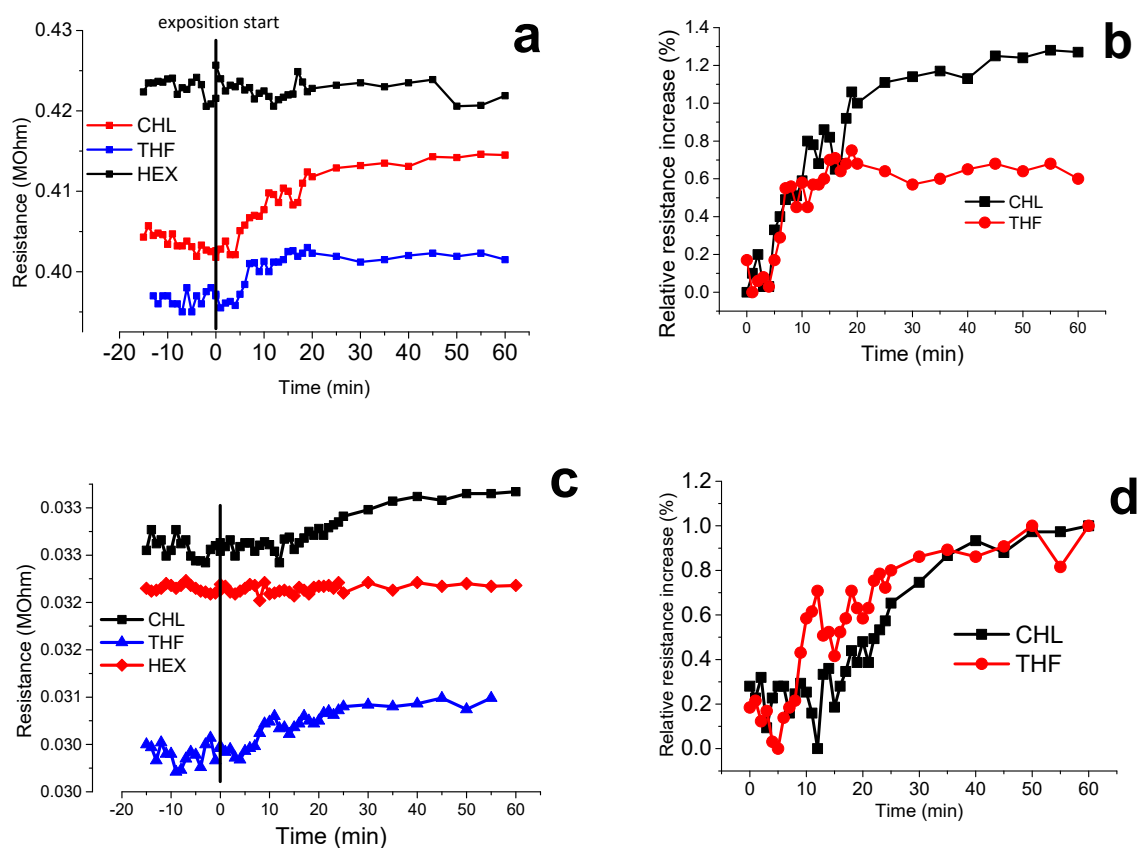 exposition start
a
Resistance (MOhm)
0.43
0.42
0.41
0.40
CHL
THF
HEX
-20 -10 0 10 20 30 40 50 60
Time (min)
b
Relative resistance increase (%)
1.4
1.2
1.0
0.8
0.6
0.4
0.2
0.0
CHL
THF
0 10 20 30 40 50 60
Time (min)
c
Resistance (MOhm)
0.033
0.033
0.032
0.032
0.031
0.030
0.030
CHL
THF
HEX
-20 -10 0 10 20 30 40 50 60
Time (min)
d
Relative resistance increase (%)
1.2
1.0
0.8
0.6
0.4
0.2
0.0
CHL
THF
0 10 20 30 40 50 60
Time (min)